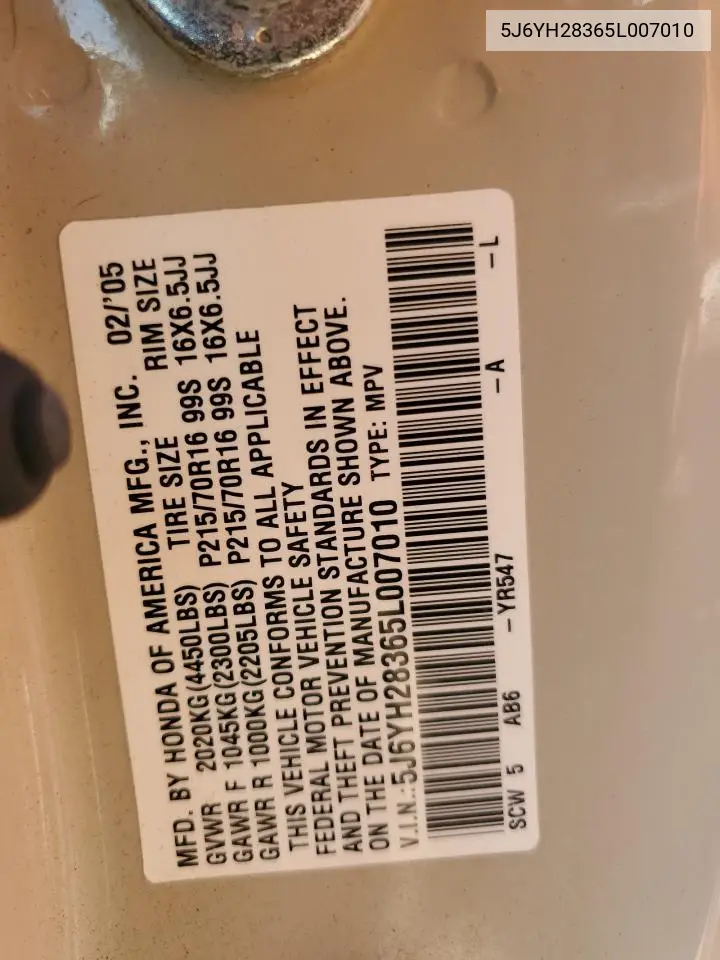 5J6YH28365L007010
MFD. BY HONDA OF AMERICA MFG., INC. 02/'05
GVWR 2020KG(4450LBS) TIRE SIZE RIM SIZE
GAWR F 1045KG(2300LBS) P215/70R16 99S 16X6.5JJ
GAWR R 1000KG(2205LBS) P215/70R16 99S 16X6.5JJ
THIS VEHICLE CONFORMS TO ALL APPLICABLE
FEDERAL MOTOR VEHICLE SAFETY
AND THEFT PREVENTION STANDARDS IN EFFECT
ON THE DATE OF MANUFACTURE SHOWN ABOVE.
V.I.N.:5J6YH28365L007010 TYPE: MPV
SCW 5 AB6 -YR547 -A -L